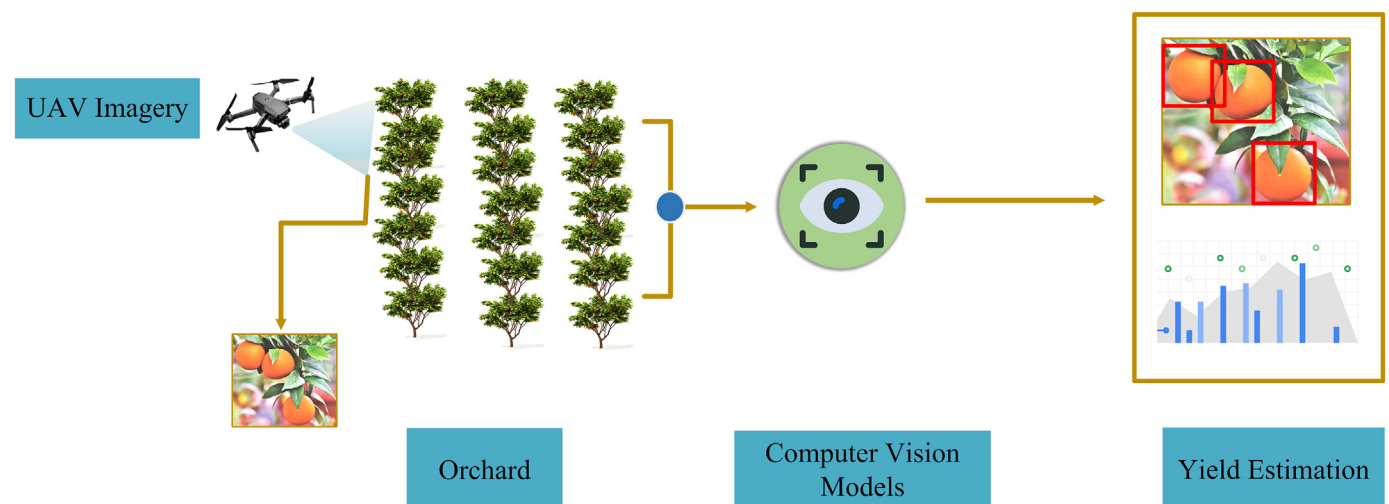 UAV Imagery
Orchard
Computer Vision
Models
Yield Estimation